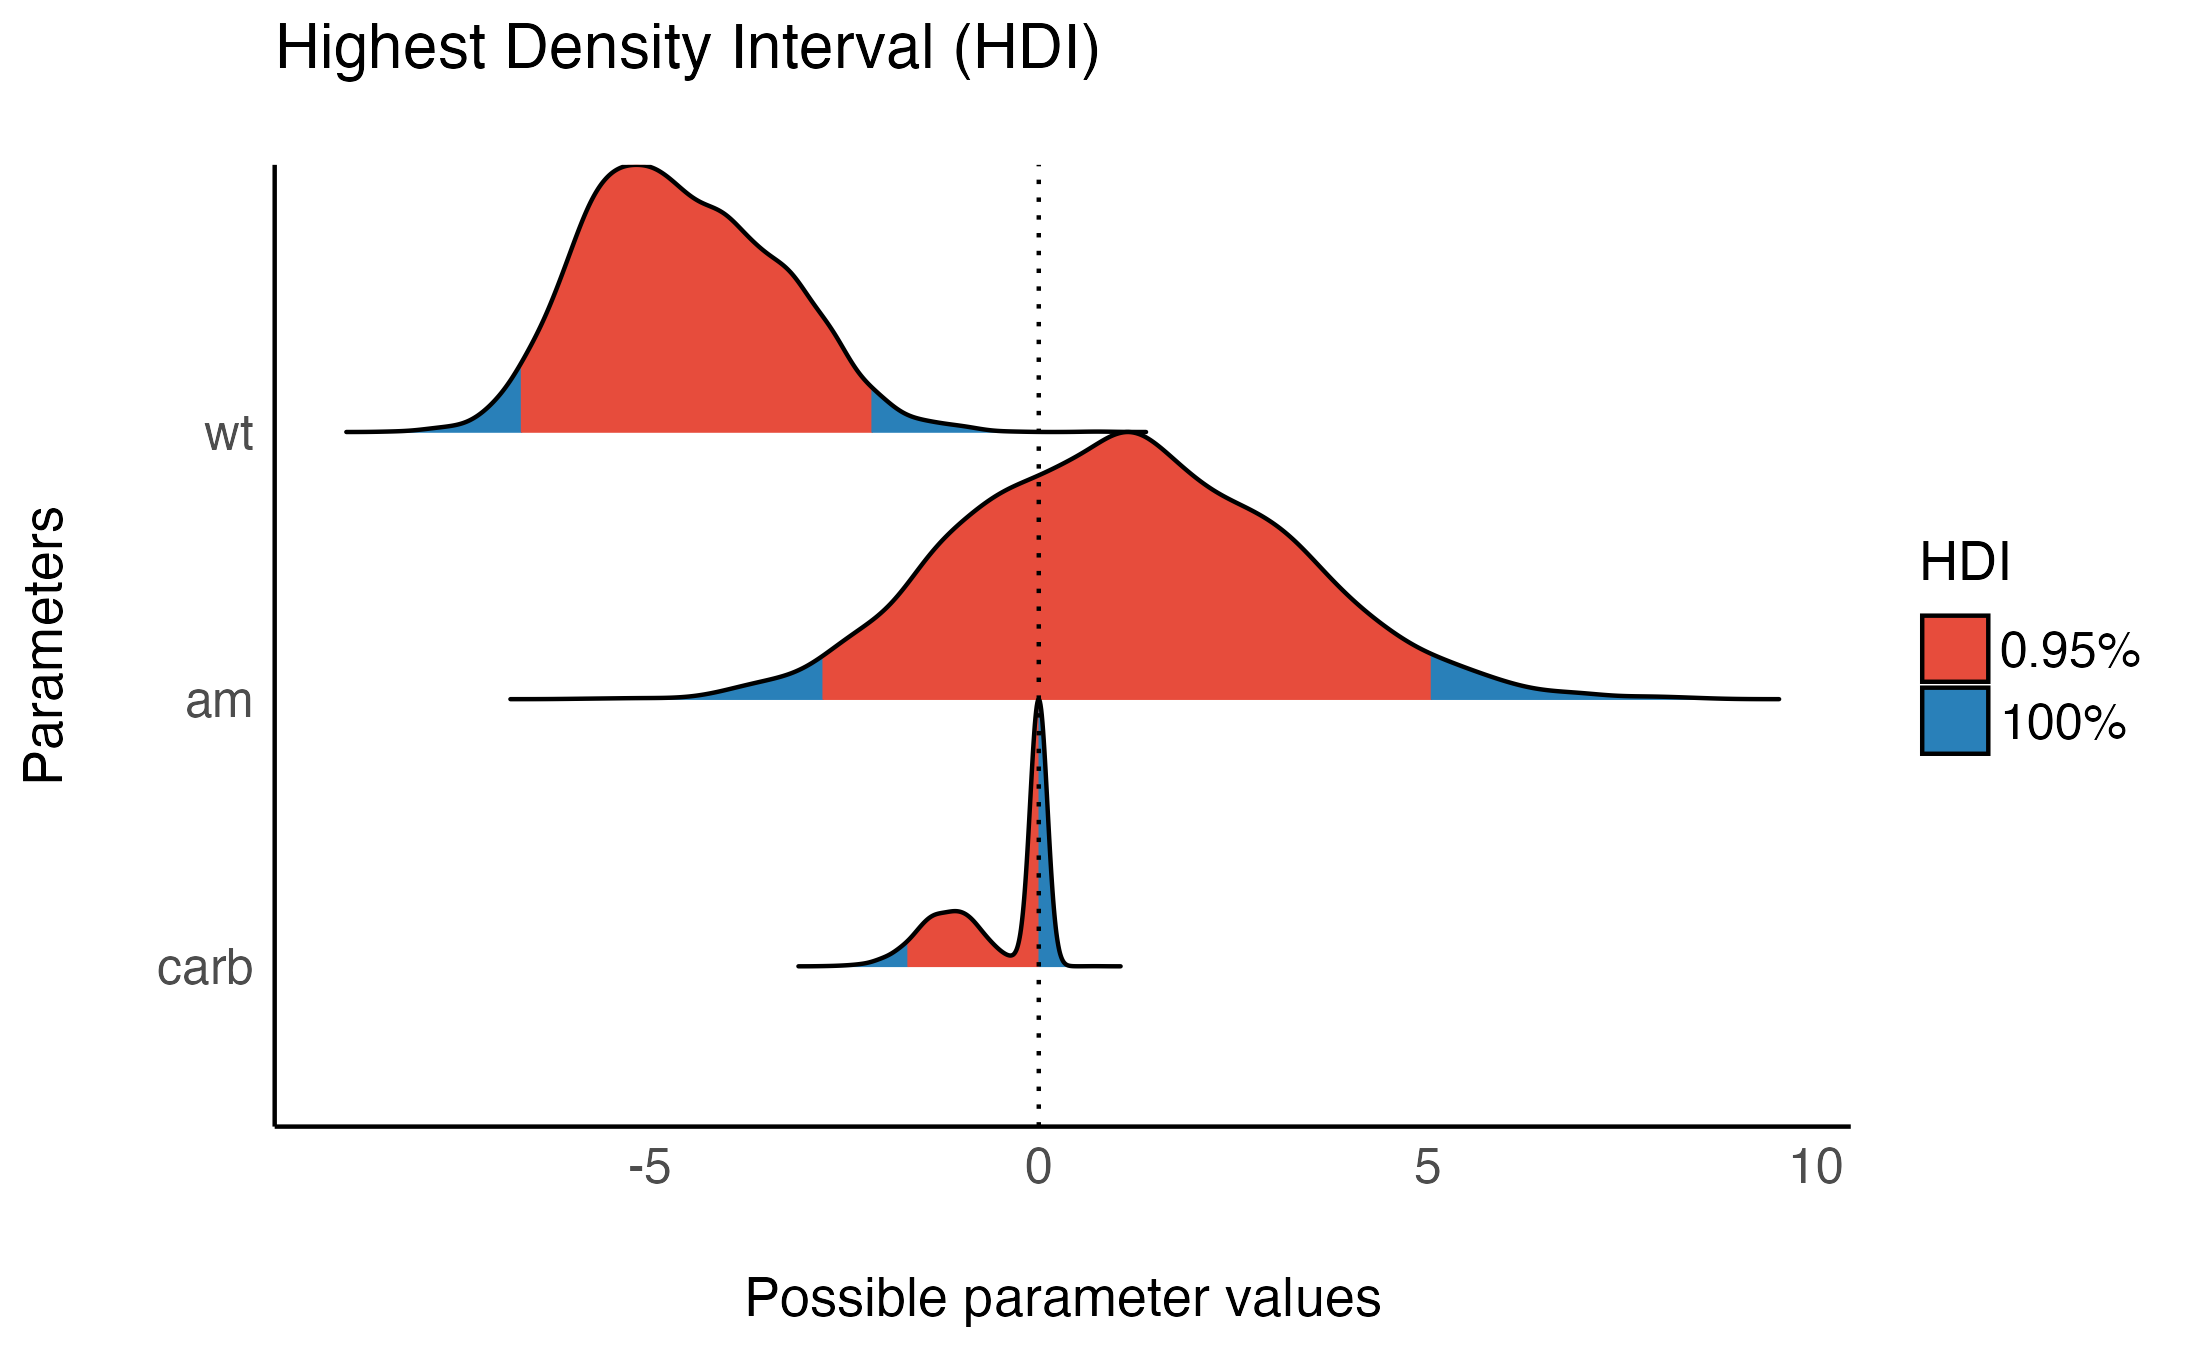 Highest Density Interval (HDI)
Parameters
wt
am
carb
-5 0 5 10
Possible parameter values
HDI
0.95%
100%